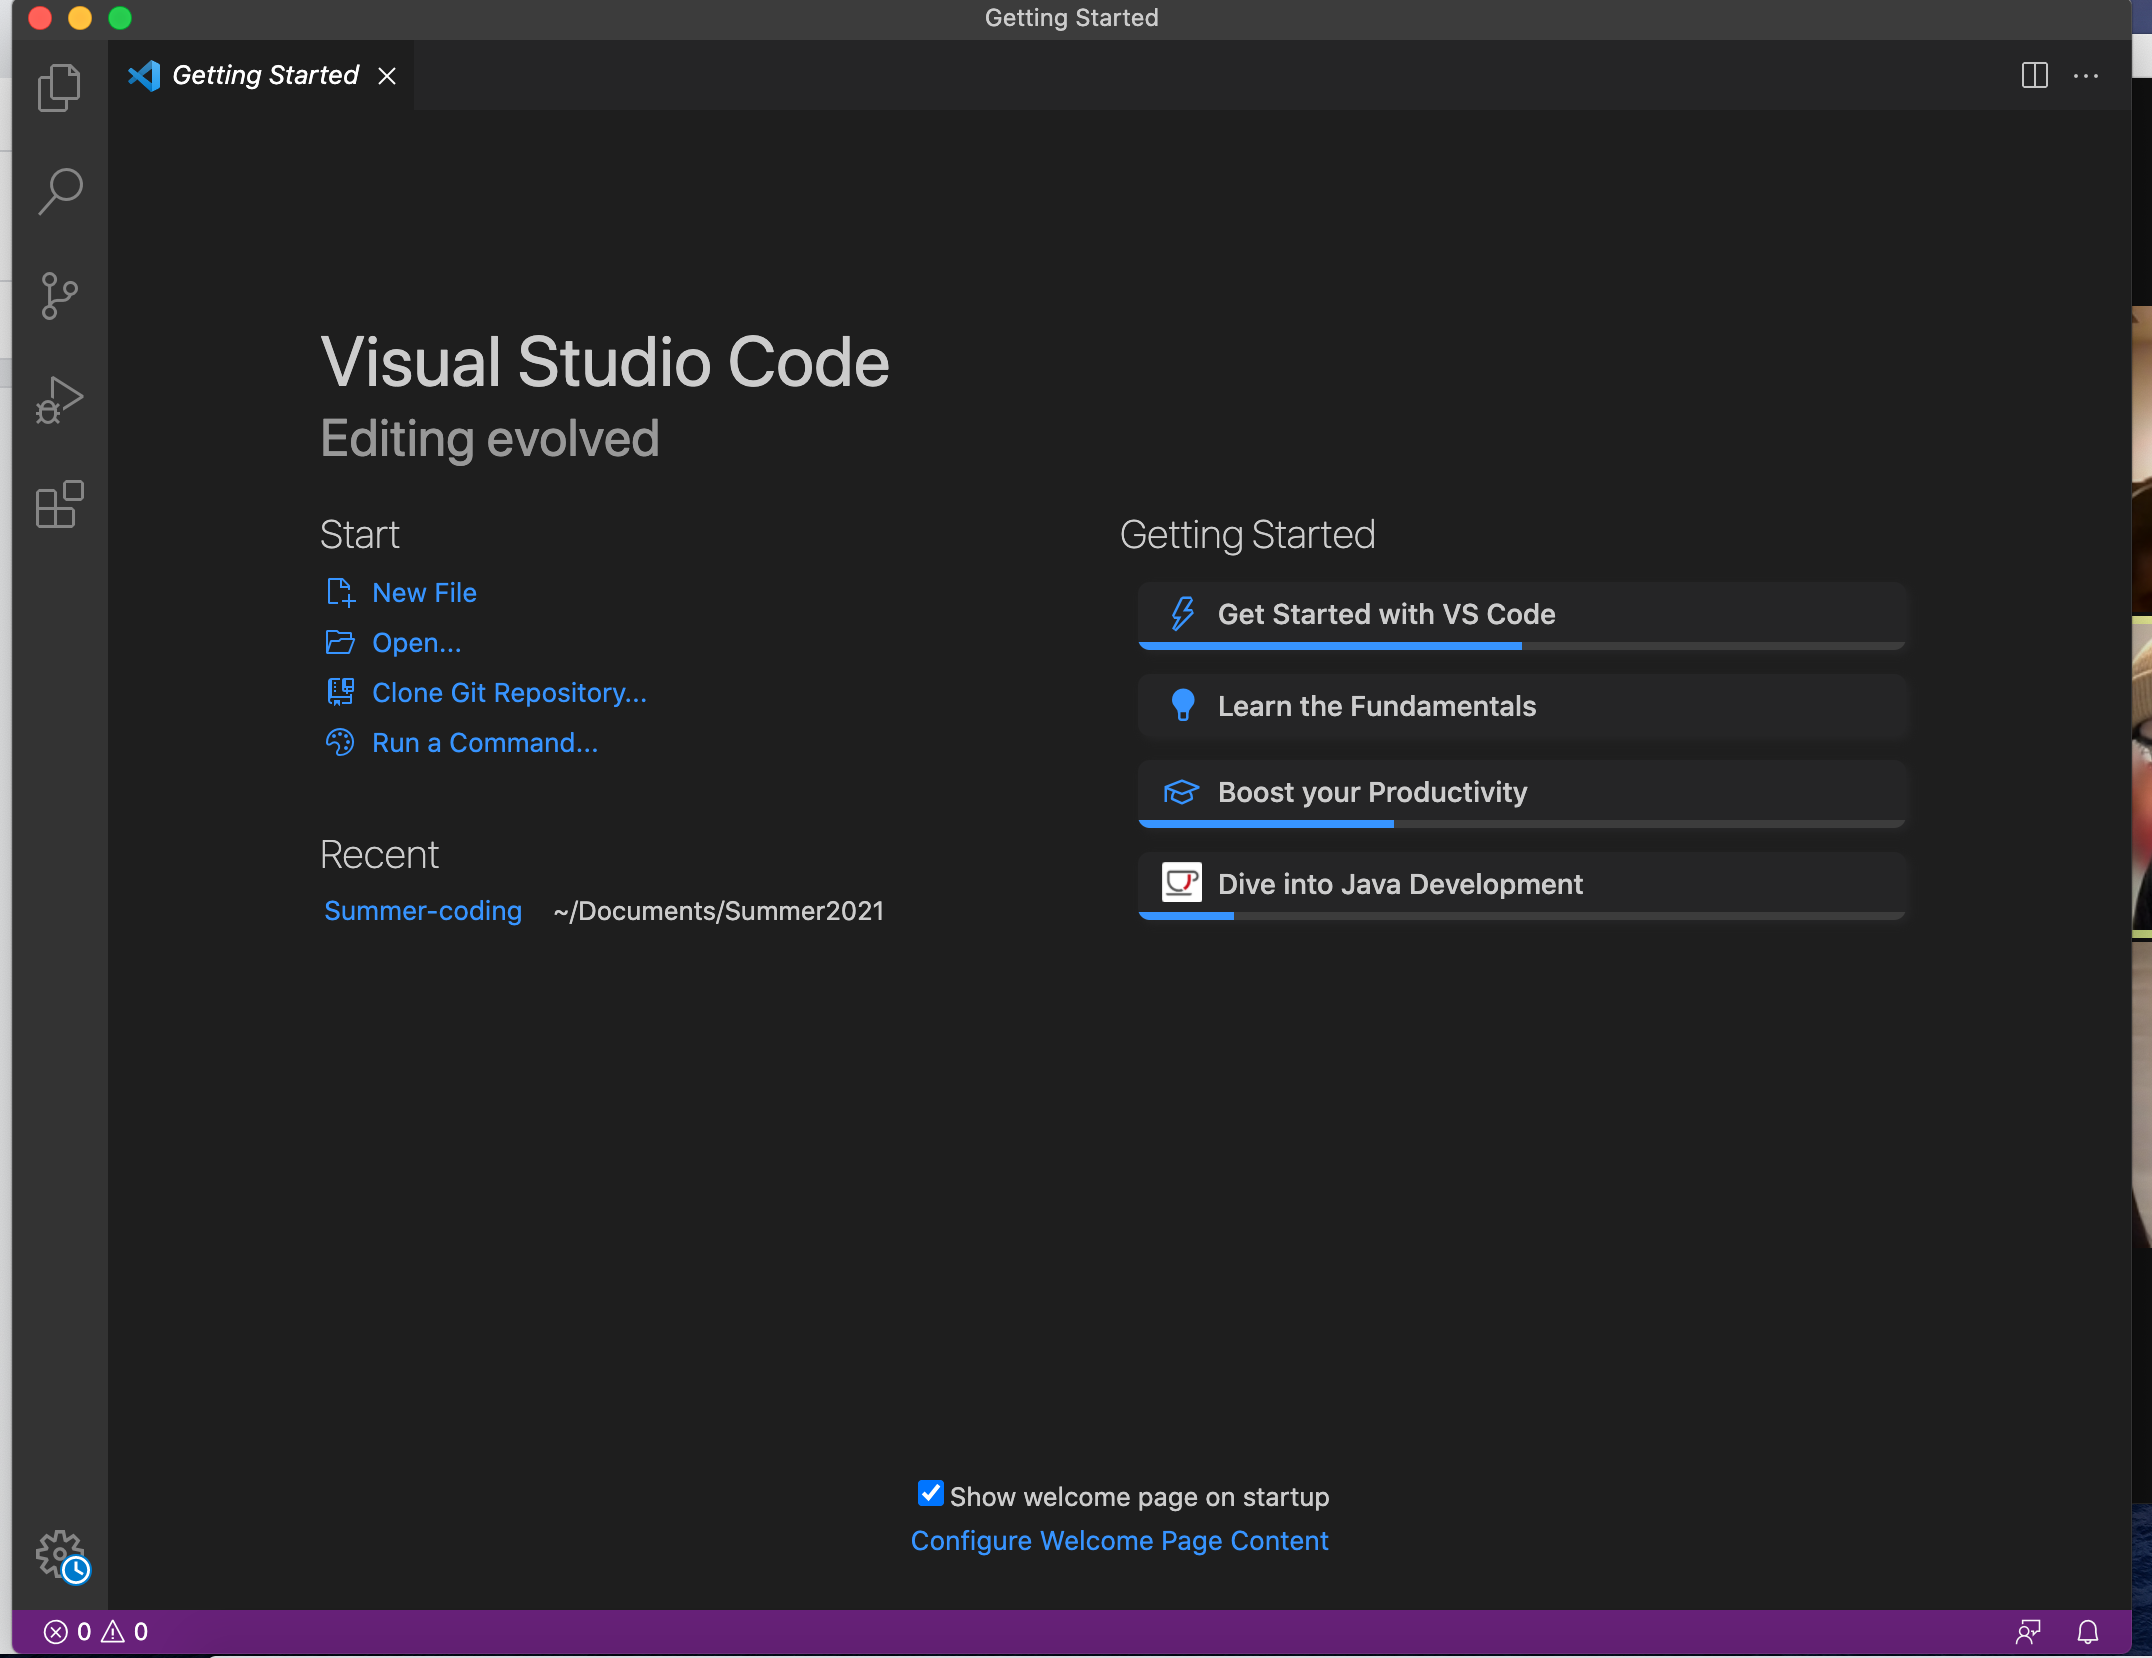 Getting Started
Getting Started
Visual Studio Code
Editing evolved
Start
New File
Open...
Clone Git Repository...
Run a Command...
Recent
Summer-coding ~/Documents/Summer2021
Getting Started
Get Started with VS Code
Learn the Fundamentals
Boost your Productivity
Dive into Java Development
Show welcome page on startup
Configure Welcome Page Content
0 0